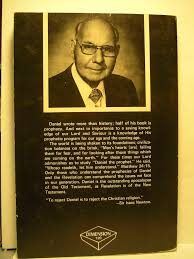 Daniel wrote more than history; half of his book is
prophecy. And next in importance to a saving knowl-
edge of our Lord and Saviour is a knowledge of His
prophetic program for our age and the coming age.
The world is being shaken to its foundations; civiliza-
tion totters on the brink, "Men's hearts (are) failing
them for fear, and for looking after those things which
are coming on the earth." For these times our Lord
admonishes us to study "Daniel the prophet," He said,
"Whoso readeth, let him understand." Matthew 24:15.
Only those who understand the prophecies of Daniel
and the Revelation can comprehend the issues we face
in our generation. Daniel is the outstanding apocalypse
of the Old Testament, as Revelation is of the New
Testament.
"To reject Daniel is to reject the Christian religion."
—Sir Isaac Newton.
DIMENSION